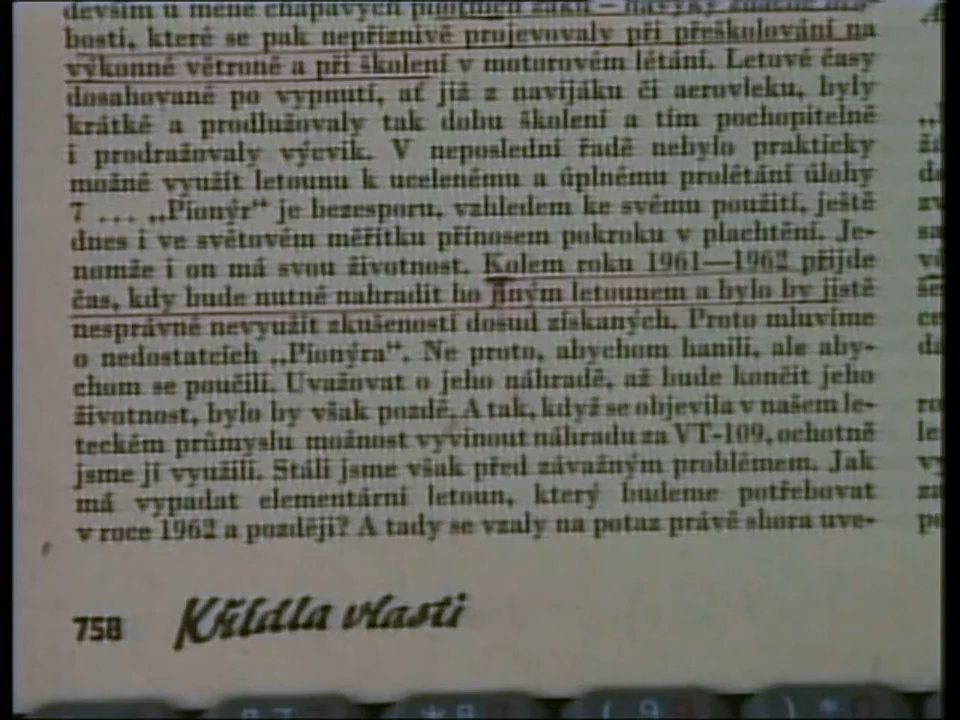 devším u méně chápavých pilotních žáků – návyky
bosti, které se pak nepříznivě projevovaly při přeškolování na
výkonné větroně a při školení v motorovém létání. Letové časy
dosahované po vypnutí, ať již z navijáku či aerovleku, byly
krátké a prodlužovaly tak dobu školení a tím pochopitelně
i prodražovaly výcvik. V neposlední řadě nebylo prakticky
možné využít letounu k ucelenému a úplnému prolétání úlohy
7 ... „Pionýr“ je bezesporu, vzhledem ke svému použití, ještě
dnes i ve světovém měřítku přínosem pokroku v plachtění. Je-
nomže i on má svou životnost. Kolem roku 1961—1962 přijde
čas, kdy bude nutné nahradit ho jiným letounem a bylo by jistě
nesprávné nevyužít zkušeností dosud získaných. Proto mluvíme
o nedostatcích „Pionýra“. Ne proto, abychom hanili, ale aby-
chom se poučili. Uvažovat o jeho náhradě, až bude končit jeho
životnost, bylo by však pozdě. A tak, když se objevila v našem le-
teckém průmyslu možnost vyvinout náhradu za VT-109, ochotně
jsme jí využili. Stáli jsme však před závažným problémem. Jak
má vypadat elementární letoun, který budeme potřebovat
v roce 1962 a později? A tady se vzaly na potaz právě shora uve-
758 Křídla vlasti